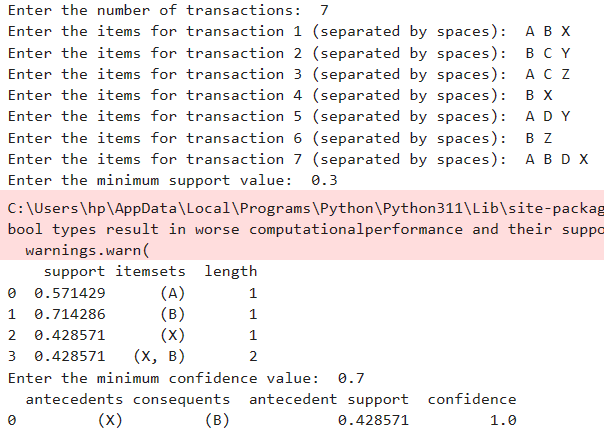 Enter the number of transactions:  7
Enter the items for transaction 1 (separated by spaces):  A B X
Enter the items for transaction 2 (separated by spaces):  B C Y
Enter the items for transaction 3 (separated by spaces):  A C Z
Enter the items for transaction 4 (separated by spaces):  B X
Enter the items for transaction 5 (separated by spaces):  A D Y
Enter the items for transaction 6 (separated by spaces):  B Z
Enter the items for transaction 7 (separated by spaces):  A B D X
Enter the minimum support value:  0.3
C:\Users\hp\AppData\Local\Programs\Python\Python311\Lib\site-packag
bool types result in worse computationalperformance and their suppo
  warnings.warn(
    support itemsets  length
0  0.571429      (A)       1
1  0.714286      (B)       1
2  0.428571      (X)       1
3  0.428571   (X, B)       2
Enter the minimum confidence value:  0.7
  antecedents consequents  antecedent support  confidence
0         (X)         (B)            0.428571         1.0